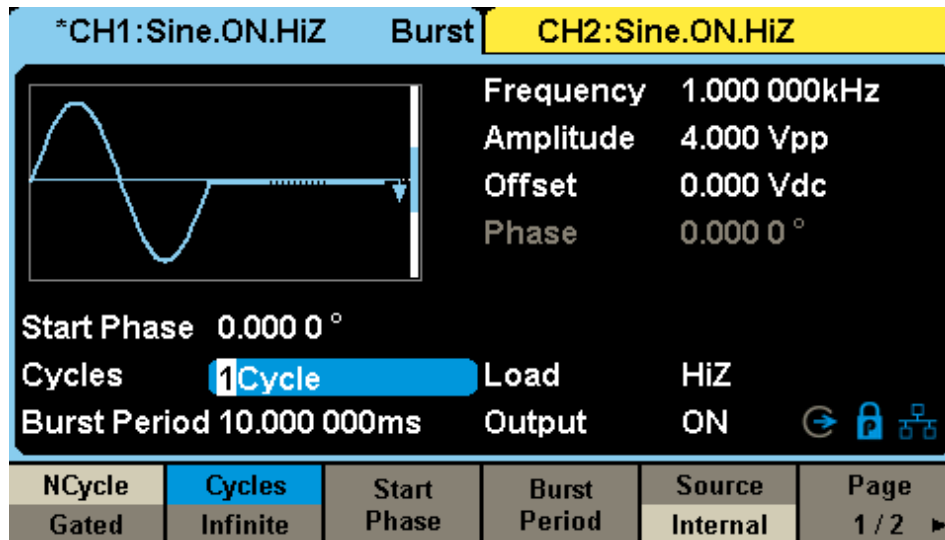 *CH1:Sine.ON.HiZ Burst CH2:Sine.ON.HiZ
Frequency 1.000 000kHz
Amplitude 4.000 Vpp
Offset 0.000 Vdc
Phase 0.000 0 °
Start Phase 0.000 0 °
Cycles 1Cycle Load HiZ
Burst Period 10.000 000ms Output ON
NCycle Cycles Start Burst Source Page
Gated Infinite Phase Period Internal 1 / 2